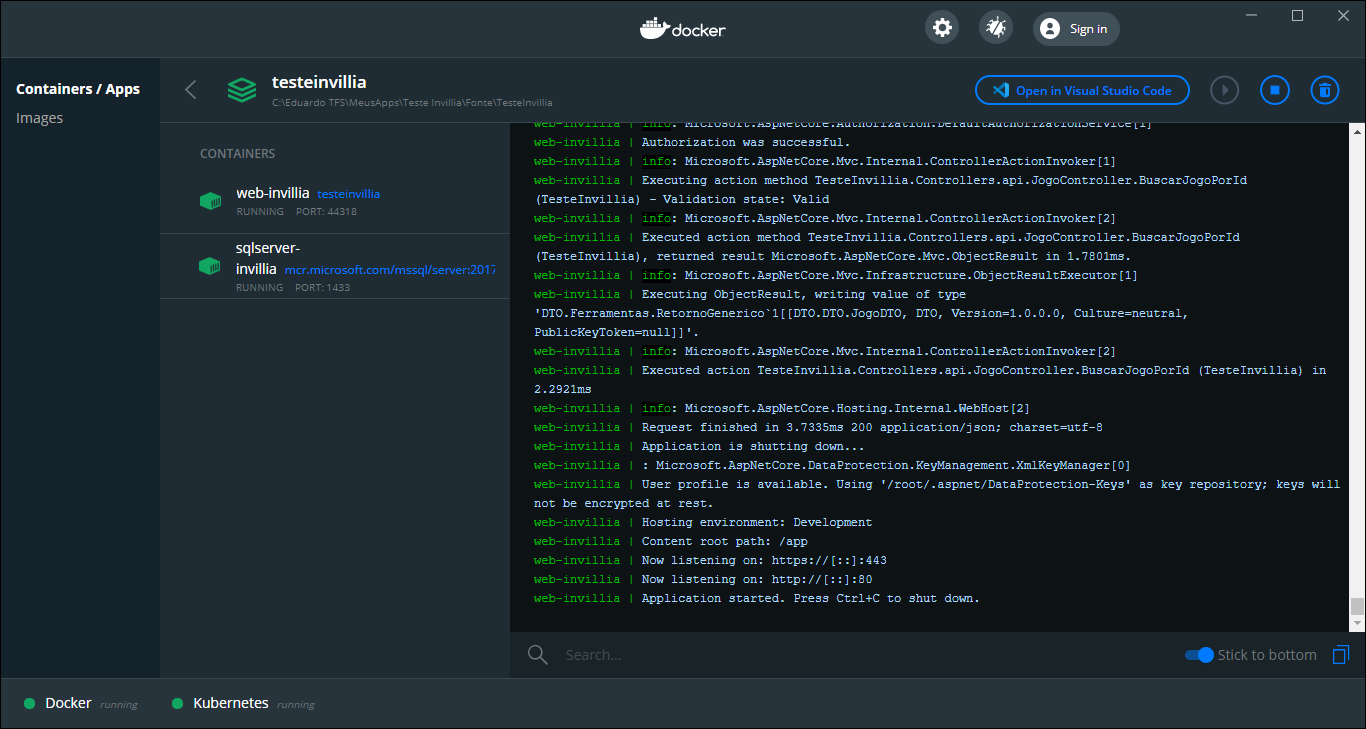 docker
Sign in
Containers / Apps
Images
testeinvillia
C:\Eduardo TFS\MeusApps\Teste Invillia\Fonte\TesteInvillia
Open in Visual Studio Code
CONTAINERS
web-invillia testeinvillia
RUNNING PORT: 44318
sqlserver-
invillia mcr.microsoft.com/mssql/server:2017
RUNNING PORT: 1433
web-invillia | info: Microsoft.AspNetCore.Authorization.DefaultAuthorizationService[1]
web-invillia | Authorization was successful.
web-invillia | info: Microsoft.AspNetCore.Mvc.Internal.ControllerActionInvoker[1]
web-invillia | Executing action method TesteInvillia.Controllers.api.JogoController.BuscarJogoPorId
(TesteInvillia) - Validation state: Valid
web-invillia | info: Microsoft.AspNetCore.Mvc.Internal.ControllerActionInvoker[2]
web-invillia | Executed action method TesteInvillia.Controllers.api.JogoController.BuscarJogoPorId
(TesteInvillia), returned result Microsoft.AspNetCore.Mvc.ObjectResult in 1.7801ms.
web-invillia | info: Microsoft.AspNetCore.Mvc.Infrastructure.ObjectResultExecutor[1]
web-invillia | Executing ObjectResult, writing value of type
'DTO.Ferramentas.RetornoGenerico`1[[DTO.DTO.JogoDTO, DTO, Version=1.0.0.0, Culture=neutral,
PublicKeyToken=null]]'.
web-invillia | info: Microsoft.AspNetCore.Mvc.Internal.ControllerActionInvoker[2]
web-invillia | Executed action TesteInvillia.Controllers.api.JogoController.BuscarJogoPorId (TesteInvillia) in
2.2921ms
web-invillia | info: Microsoft.AspNetCore.Hosting.Internal.WebHost[2]
web-invillia | Request finished in 3.7335ms 200 application/json; charset=utf-8
web-invillia | Application is shutting down...
web-invillia | : Microsoft.AspNetCore.DataProtection.KeyManagement.XmlKeyManager[0]
web-invillia | User profile is available. Using '/root/.aspnet/DataProtection-Keys' as key repository; keys will
not be encrypted at rest.
web-invillia | Hosting environment: Development
web-invillia | Content root path: /app
web-invillia | Now listening on: https://[::]:443
web-invillia | Now listening on: http://[::]:80
web-invillia | Application started. Press Ctrl+C to shut down.
Search...
Stick to bottom
Docker running
Kubernetes running